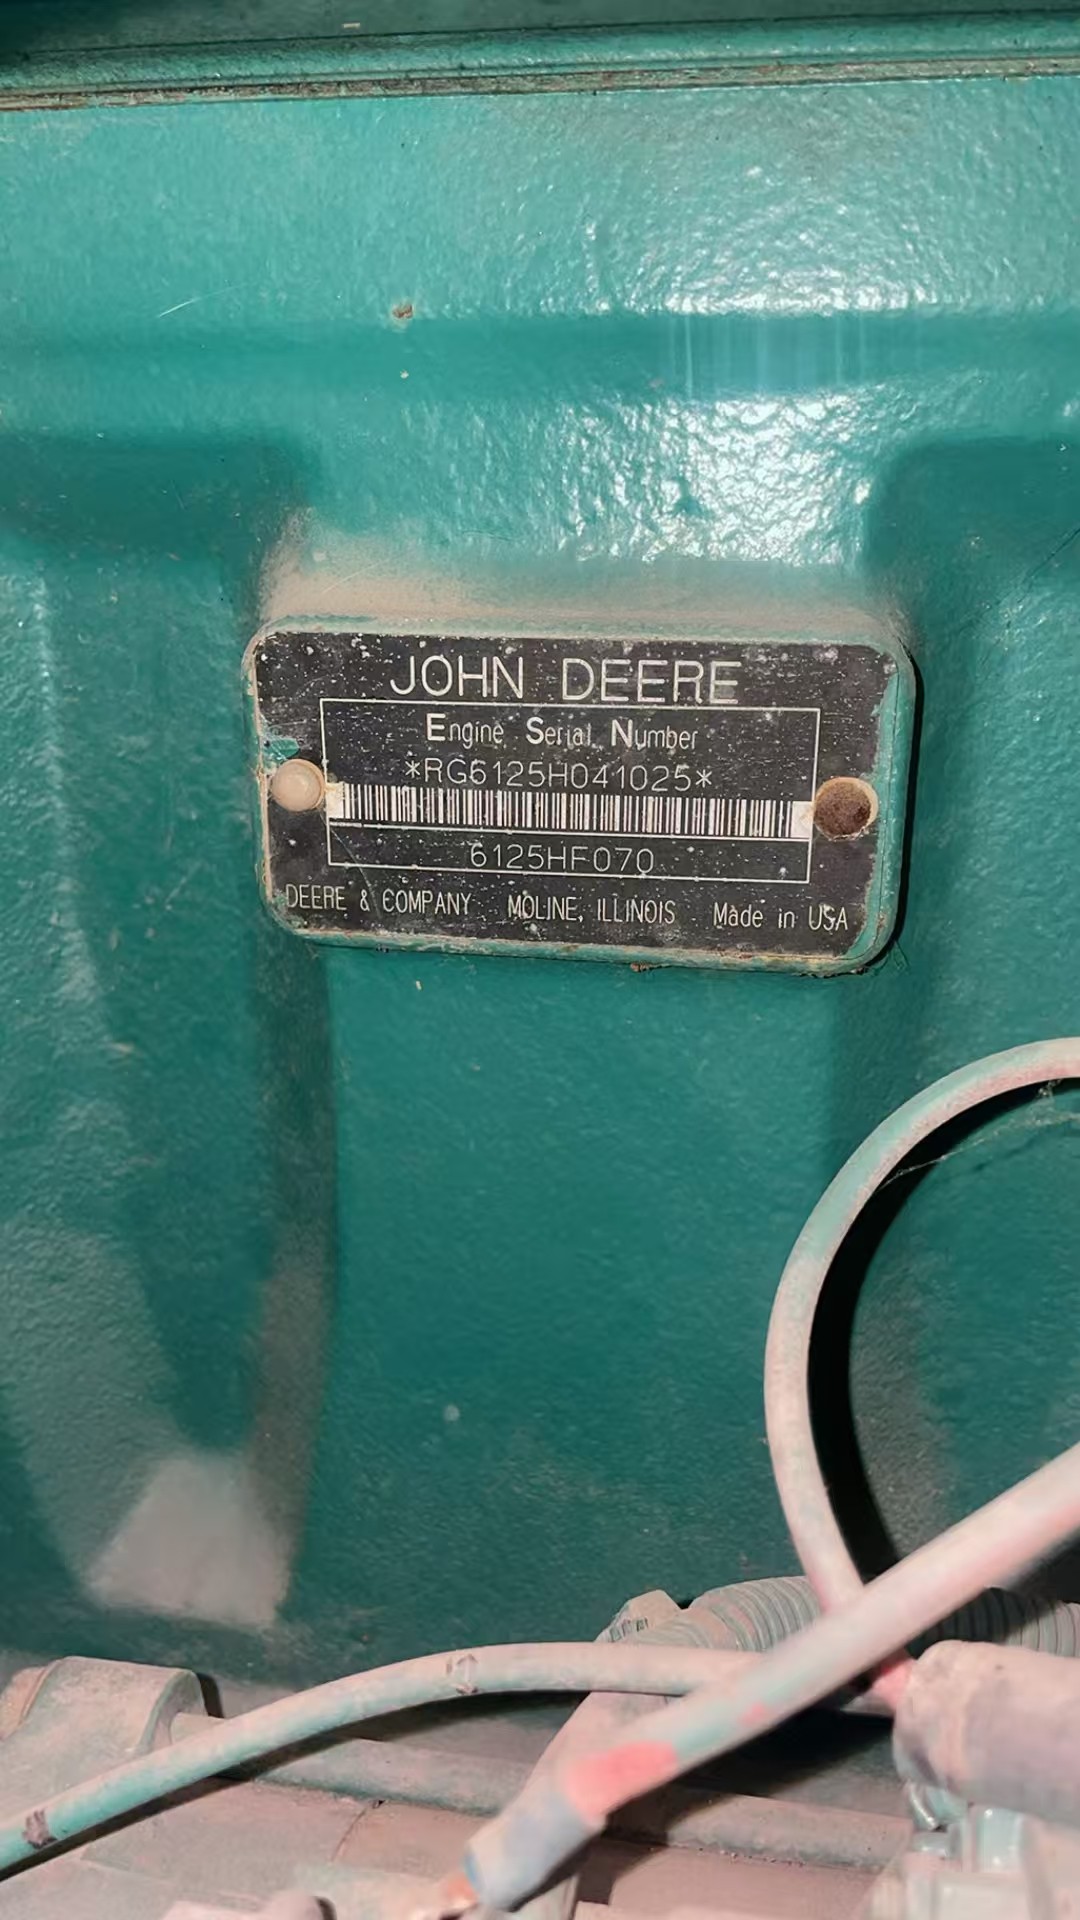 JOHN DEERE
Engine Serial Number
*RG6125H041025*
6125HF070
DEERE & COMPANY MOLINE, ILLINOIS Made in USA